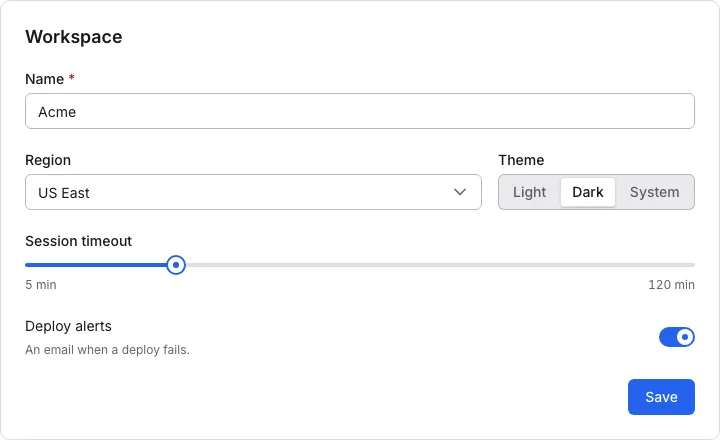 Workspace
Name *
Acme
Region
Theme
US East
Light Dark System
Session timeout
5 min
120 min
Deploy alerts
An email when a deploy fails.
Save